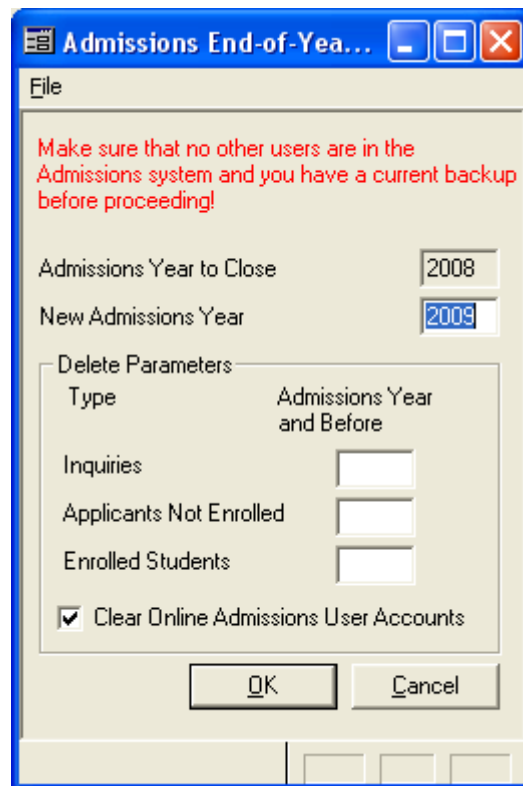 Admissions End-of-Yea...
File
Make sure that no other users are in the
Admissions system and you have a current backup
before proceeding!
Admissions Year to Close 2008
New Admissions Year 2009
Delete Parameters
Type Admissions Year
and Before
Inquiries
Applicants Not Enrolled
Enrolled Students
Clear Online Admissions User Accounts
OK Cancel